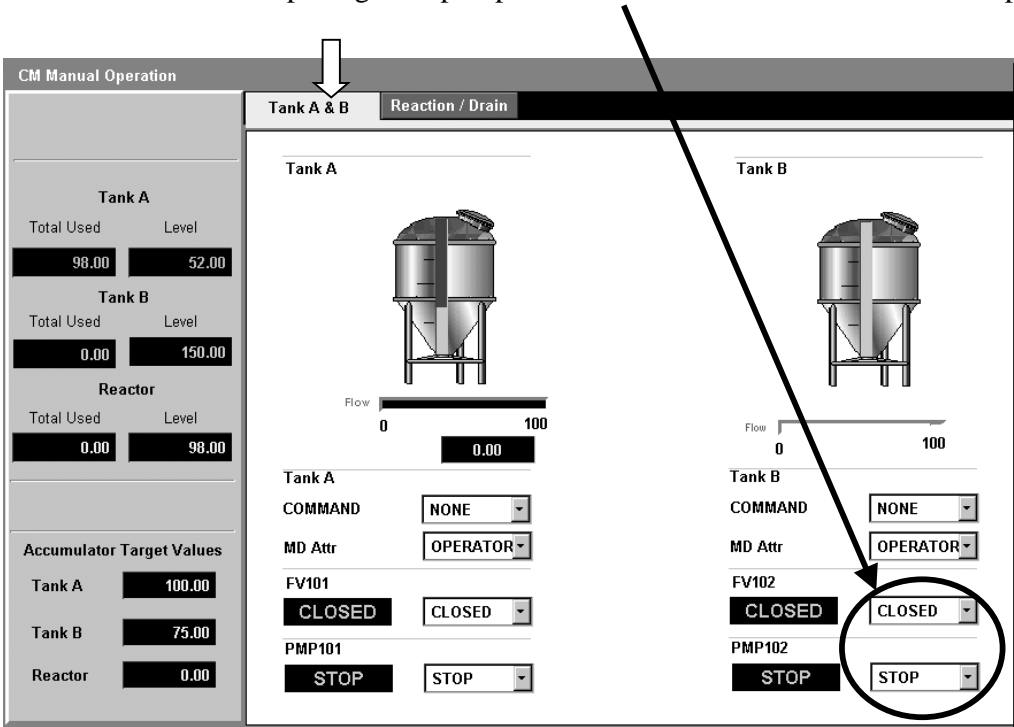 CM Manual Operation
Tank A & B Reaction / Drain
Tank A
Total Used Level
98.00 52.00
Tank B
Total Used Level
0.00 150.00
Reactor
Total Used Level
0.00 98.00
Accumulator Target Values
Tank A 100.00
Tank B 75.00
Reactor 0.00
Tank A
Flow
0 100
0.00
Tank A
COMMAND NONE
MD Attr OPERATOR
FV101
CLOSED CLOSED
PMP101
STOP STOP
Tank B
Flow
0 100
Tank B
COMMAND NONE
MD Attr OPERATOR
FV102
CLOSED CLOSED
PMP102
STOP STOP